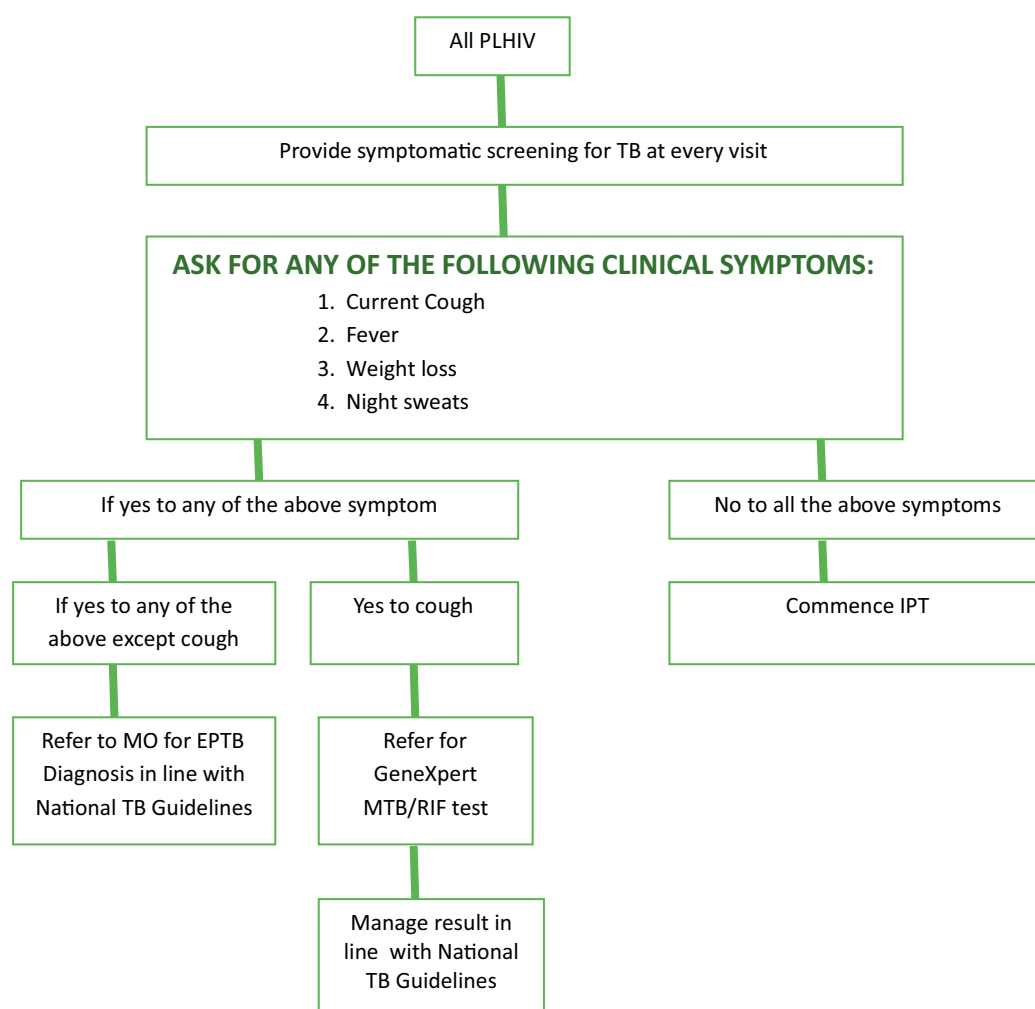 All PLHIV
Provide symptomatic screening for TB at every visit
ASK FOR ANY OF THE FOLLOWING CLINICAL SYMPTOMS:
1. Current Cough
2. Fever
3. Weight loss
4. Night sweats
If yes to any of the above symptom
No to all the above symptoms
If yes to any of the
above except cough
Yes to cough
Commence IPT
Refer to MO for EPTB
Diagnosis in line with
National TB Guidelines
Refer for
GeneXpert
MTB/RIF test
Manage result in
line with National
TB Guidelines